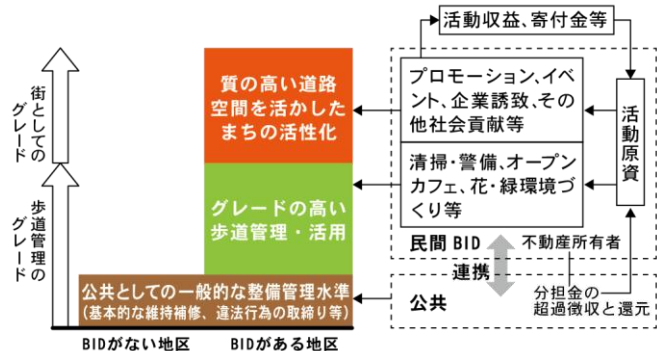 活動収益、寄付金等
街としての
グレード
歩道管理の
グレード
質の高い道路
空間を活かした
まちの活性化
グレードの高い
歩道管理・活用
公共としての一般的な整備管理水準
(基本的な維持補修、違法行為の取締り等)
BIDがない地区
BIDがある地区
プロモーション、イベ
ント、企業誘致、その
他社会貢献等
清掃・警備、オープン
カフェ、花・緑環境づ
くり等
活動原資
民間 BID
不動産所有者
連携
分担金の
超過徴収と還元
公共